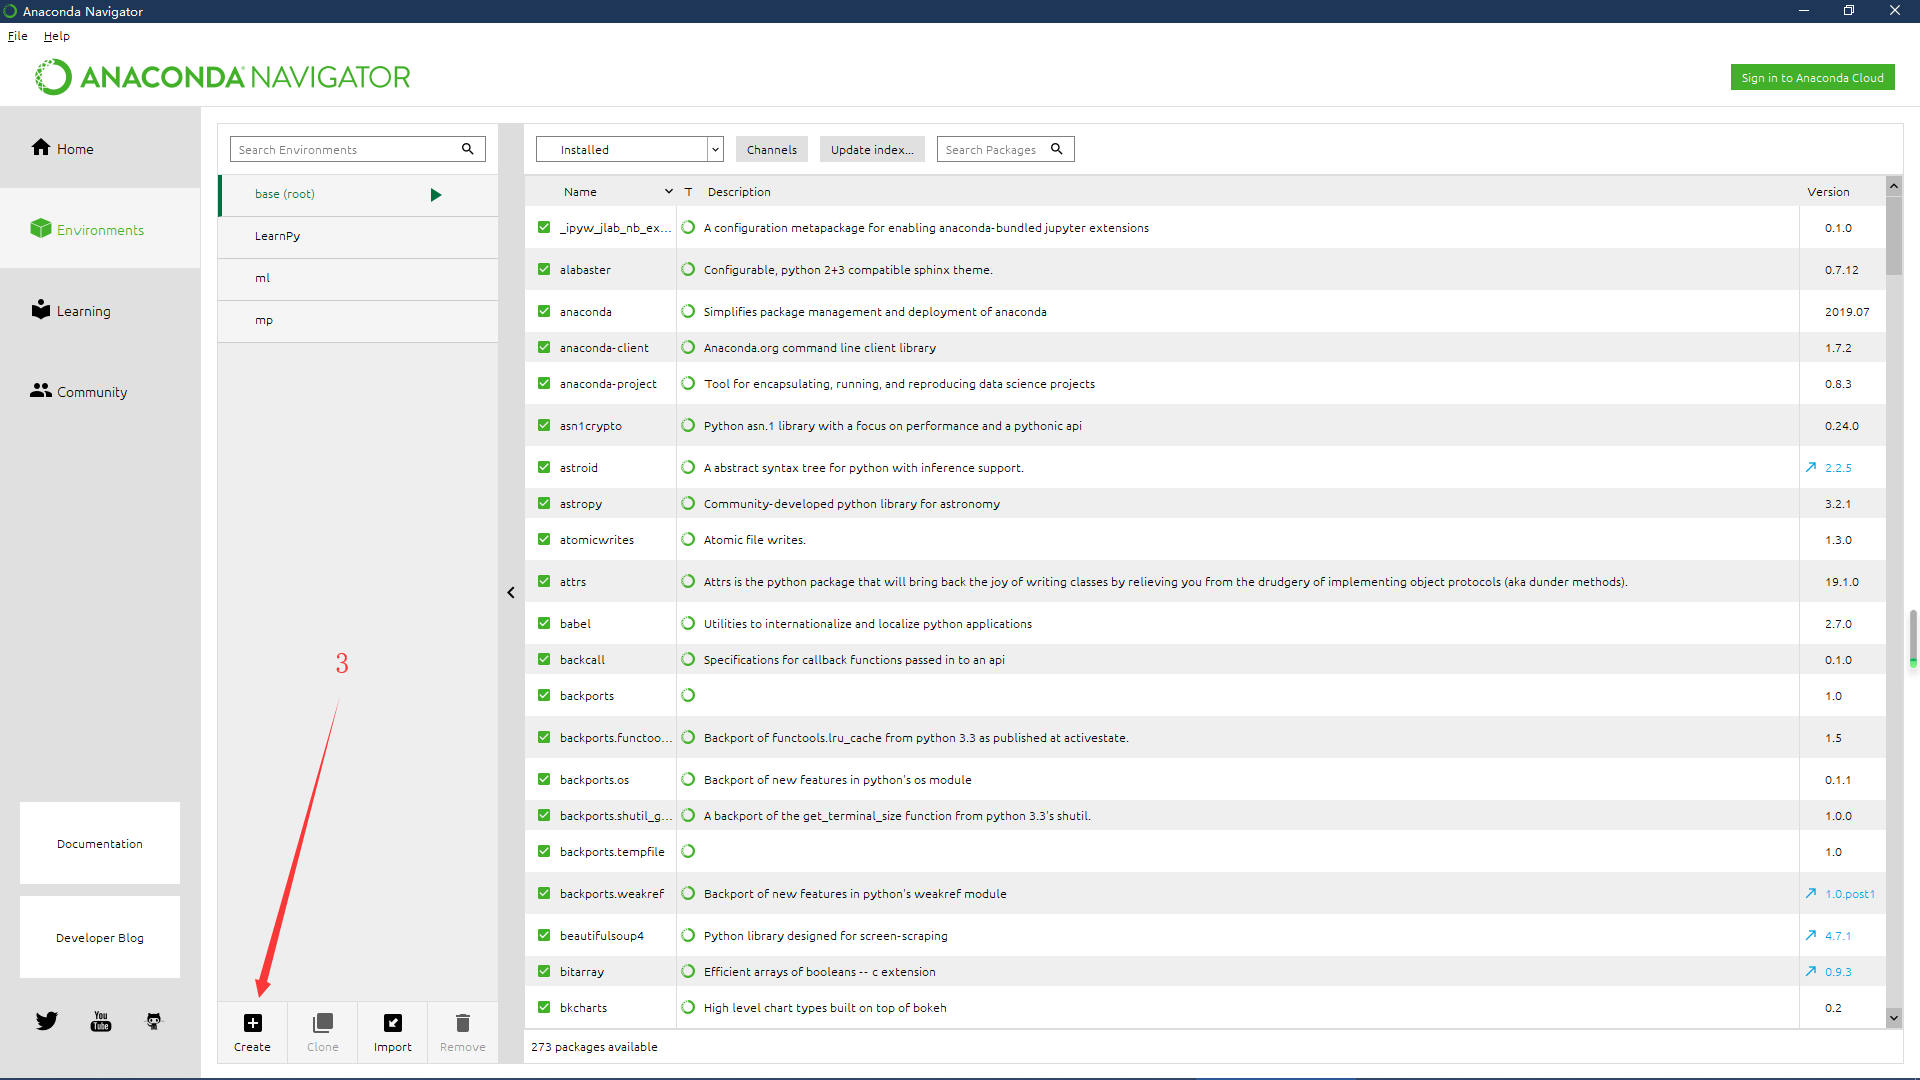 Anaconda Navigator
File Help
ANACONDA NAVIGATOR
Sign in to Anaconda Cloud
Home
Environments
Learning
Community
Documentation
Developer Blog
You Tube
Search Environments
base (root)
LearnPy
ml
mp
3
Create Clone Import Remove
Installed Channels Update index... Search Packages
Name T Description Version
_ipyw_jlab_nb_ex... A configuration metapackage for enabling anaconda-bundled jupyter extensions 0.1.0
alabaster Configurable, python 2+3 compatible sphinx theme. 0.7.12
anaconda Simplifies package management and deployment of anaconda 2019.07
anaconda-client Anaconda.org command line client library 1.7.2
anaconda-project Tool for encapsulating, running, and reproducing data science projects 0.8.3
asn1crypto Python asn.1 library with a focus on performance and a pythonic api 0.24.0
astroid A abstract syntax tree for python with inference support. 2.2.5
astropy Community-developed python library for astronomy 3.2.1
atomicwrites Atomic file writes. 1.3.0
attrs Attrs is the python package that will bring back the joy of writing classes by relieving you from the drudgery of implementing object protocols (aka dunder methods). 19.1.0
babel Utilities to internationalize and localize python applications 2.7.0
backcall Specifications for callback functions passed in to an api 0.1.0
backports 1.0
backports.functoo... Backport of functools.lru_cache from python 3.3 as published at activestate. 1.5
backports.os Backport of new features in python's os module 0.1.1
backports.shutil_g... A backport of the get_terminal_size function from python 3.3's shutil. 1.0.0
backports.tempfile 1.0
backports.weakref Backport of new features in python's weakref module 1.0.post1
beautifulsoup4 Python library designed for screen-scraping 4.7.1
bitarray Efficient arrays of booleans -- c extension 0.9.3
bkcharts High level chart types built on top of bokeh 0.2
273 packages available